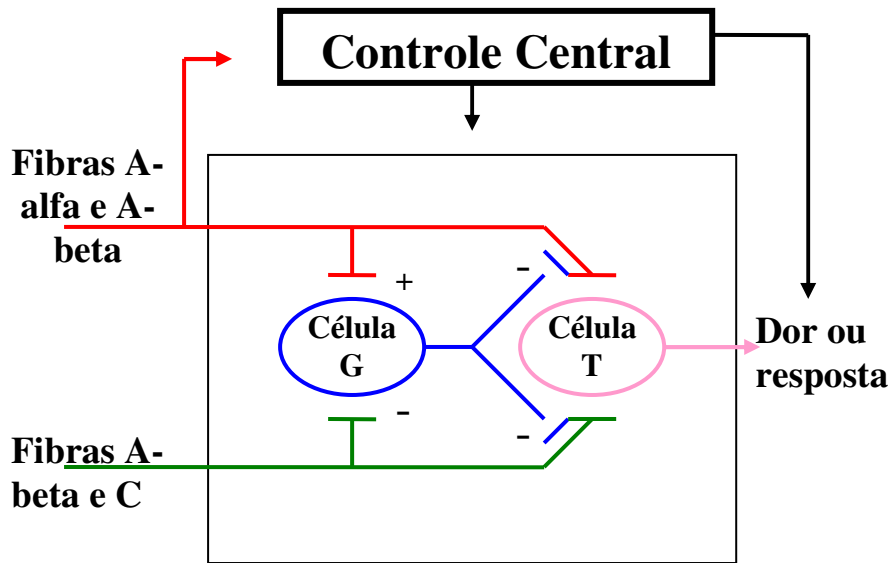 Controle Central
Fibras A-
alfa e A-
beta
-
+
Célula
G
Célula
T
Dor ou
resposta
-
-
Fibras A-
beta e C